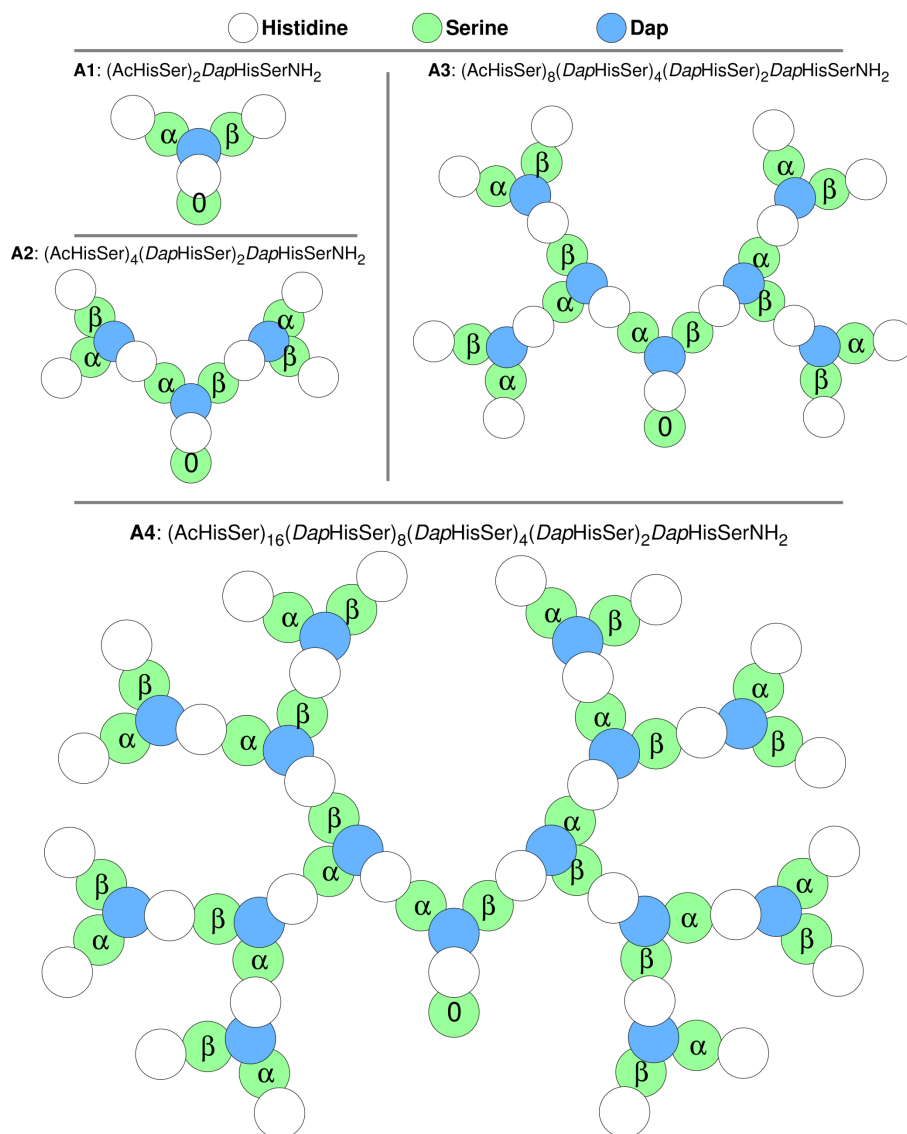 Histidine Serine Dap
A1: (AcHisSer)2DapHisSerNH2
α β
0
A2: (AcHisSer)4(DapHisSer)2DapHisSerNH2
β α
α β
α β
0
A3: (AcHisSer)8(DapHisSer)4(DapHisSer)2DapHisSerNH2
β α
α β
β α
α β
α β
β α
α β
0
A4: (AcHisSer)16(DapHisSer)8(DapHisSer)4(DapHisSer)2DapHisSerNH2
α β α β
β α
β α
α β α β β
β α
α β
β α
α β
α β
β β α
α β
α β
β α
α β
0